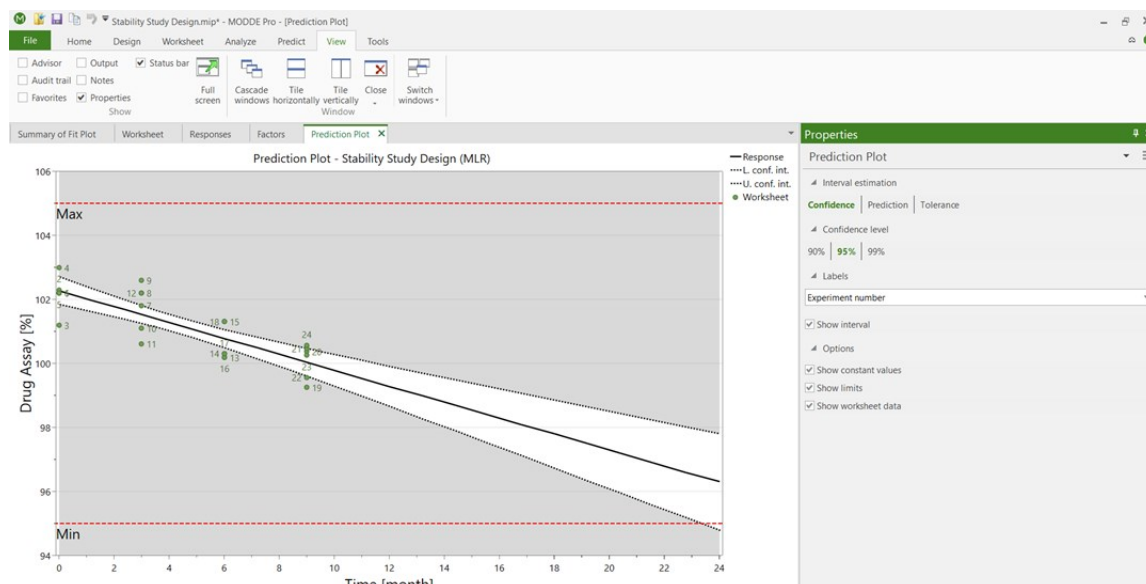 Stability Study Design.mip* - MODDE Pro - [Prediction Plot]
File Home Design Worksheet Analyze Predict View Tools
Advisor Output Status bar
Audit trail Notes
Favorites Properties
Full screen
Cascade windows
Tile horizontally
Tile vertically
Close
Switch windows
Show
Window
Summary of Fit Plot Worksheet Responses Factors Prediction Plot
Prediction Plot - Stability Study Design (MLR)
Response
L. conf. int.
U. conf. int.
Worksheet
Drug Assay [%]
106
104
102
100
98
96
94
Max
Min
4
2
3
9
12 8
7
10
11
18 15
17
14 13
16
24
21 20
23
22 19
0 2 4 6 8 10 12 14 16 18 20 22 24
Time [month]
Properties
Prediction Plot
Interval estimation
Confidence Prediction Tolerance
Confidence level
90% 95% 99%
Labels
Experiment number
Show interval
Options
Show constant values
Show limits
Show worksheet data